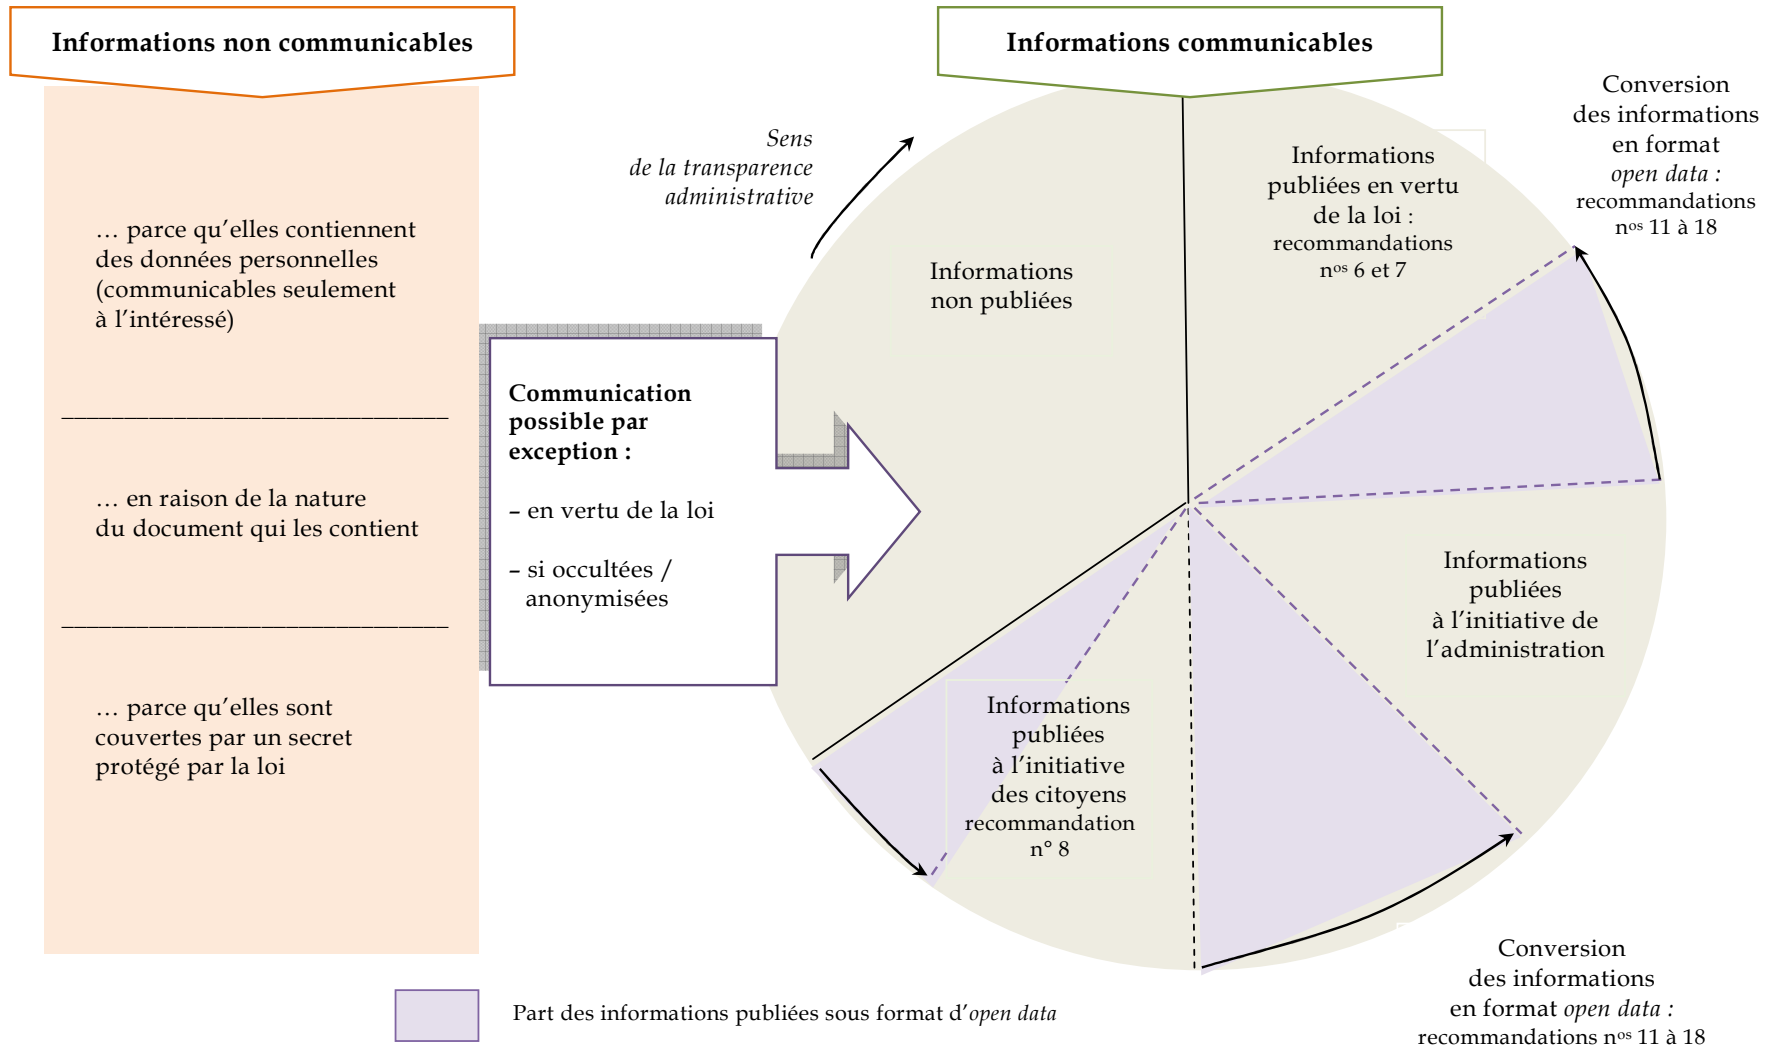 Informations non communicables
… parce qu’elles contiennent
des données personnelles
(communicables seulement
à l’intéressé)
… en raison de la nature
du document qui les contient
… parce qu’elles sont
couvertes par un secret
protégé par la loi
Communication
possible par
exception :
– en vertu de la loi
– si occultées /
anonymisées
Informations communicables
Sens
de la transparence
administrative
Informations
non publiées
Informations
publiées en vertu
de la loi :
recommandations
nos 6 et 7
Conversion
des informations
en format
open data :
recommandations
nos 11 à 18
Informations
publiées
à l’initiative de
l’administration
Informations
publiées
à l’initiative
des citoyens
recommandation
n° 8
Conversion
des informations
en format open data :
recommandations nos 11 à 18
Part des informations publiées sous format d’open data